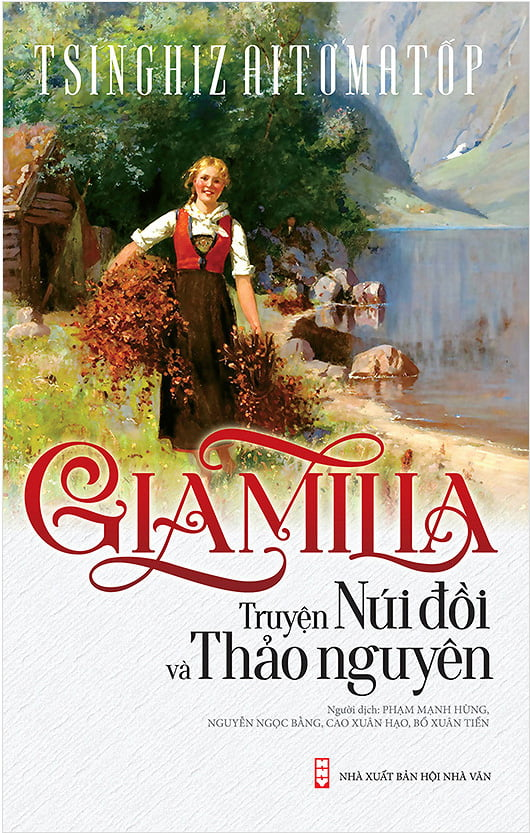 TSINGHIZ AITƠMATỐP
GIAMILIA
Truyện Núi đồi
và Thảo nguyên
Người dịch: PHẠM MẠNH HÙNG,
NGUYỄN NGỌC BẰNG, CAO XUÂN HẠO, BỒ XUÂN TIẾN
NHÀ XUẤT BẢN HỘI NHÀ VĂN